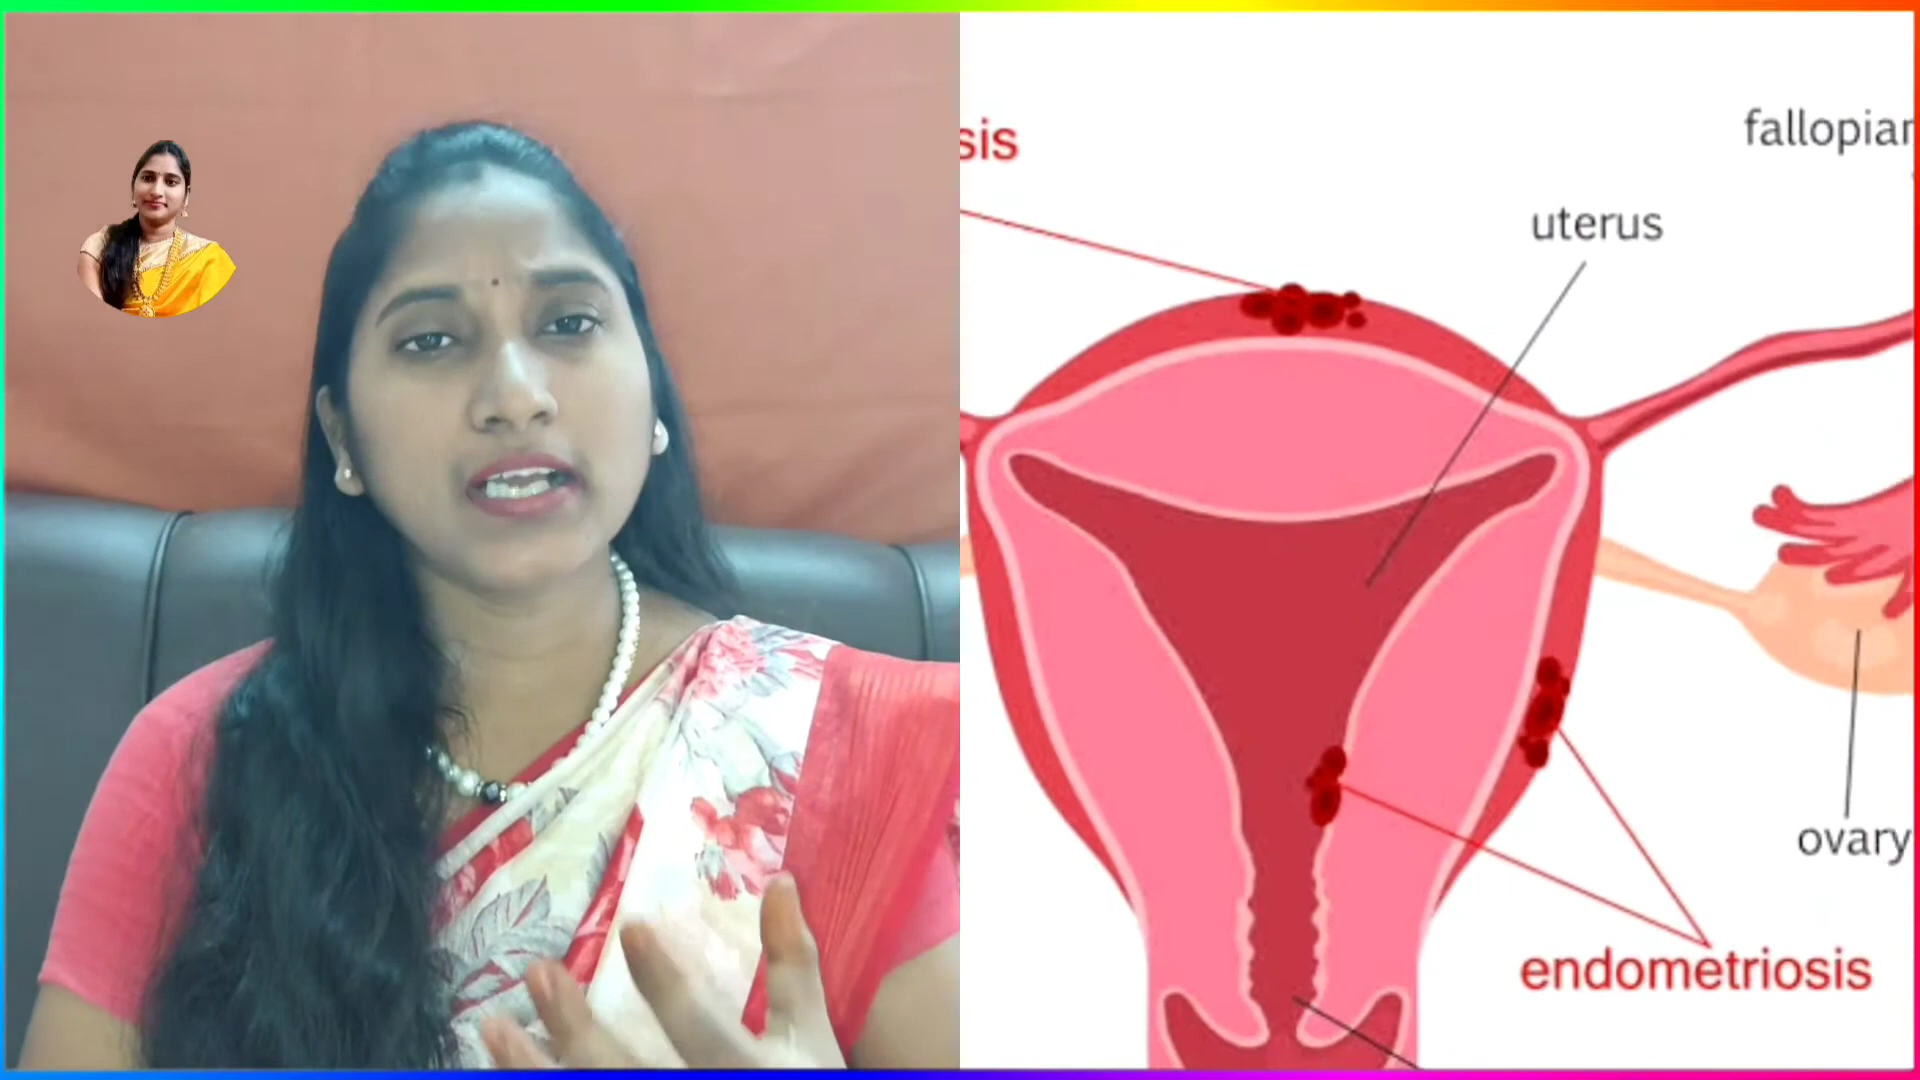 sis
fallopian
uterus
ovary
endometriosis